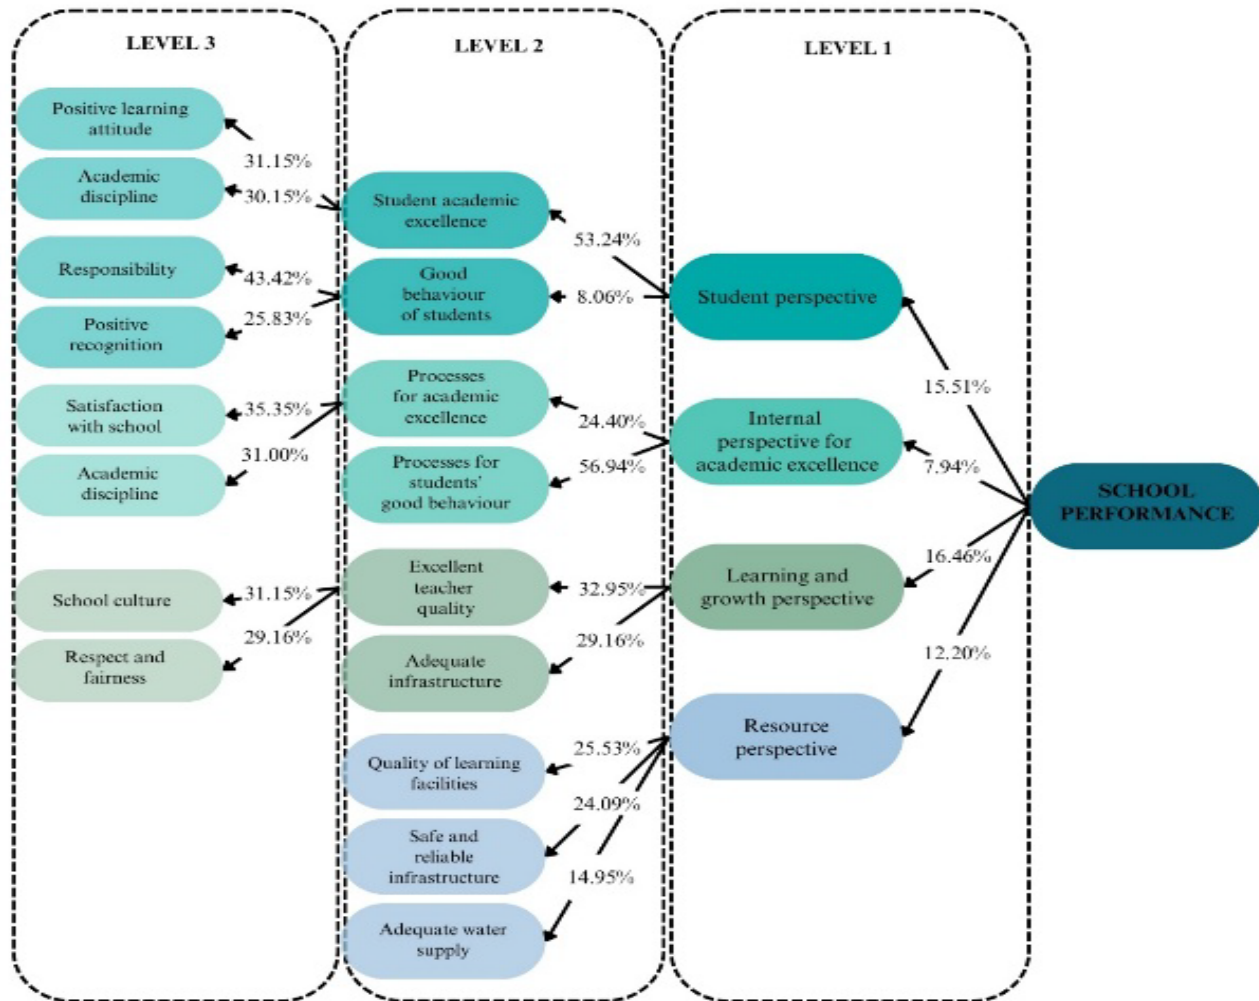 LEVEL 3
Positive learning
attitude
31.15%
Academic
discipline
30.15%
Responsibility
43.42%
Positive
recognition
25.83%
Satisfaction
with school
35.35%
Academic
discipline
31.00%
School culture
31.15%
Respect and
fairness
29.16%
LEVEL 2
Student academic
excellence
53.24%
Good
behaviour
of students
8.06%
Processes
for academic
excellence
24.40%
Processes for
students'
good behaviour
56.94%
Excellent
teacher
quality
32.95%
Adequate
infrastructure
29.16%
Quality of learning
facilities
25.53%
Safe and
reliable
infrastructure
24.09%
Adequate water
supply
14.95%
LEVEL 1
Student perspective
15.51%
Internal
perspective for
academic excellence
7.94%
Learning and
growth perspective
16.46%
Resource
perspective
12.20%
SCHOOL
PERFORMANCE